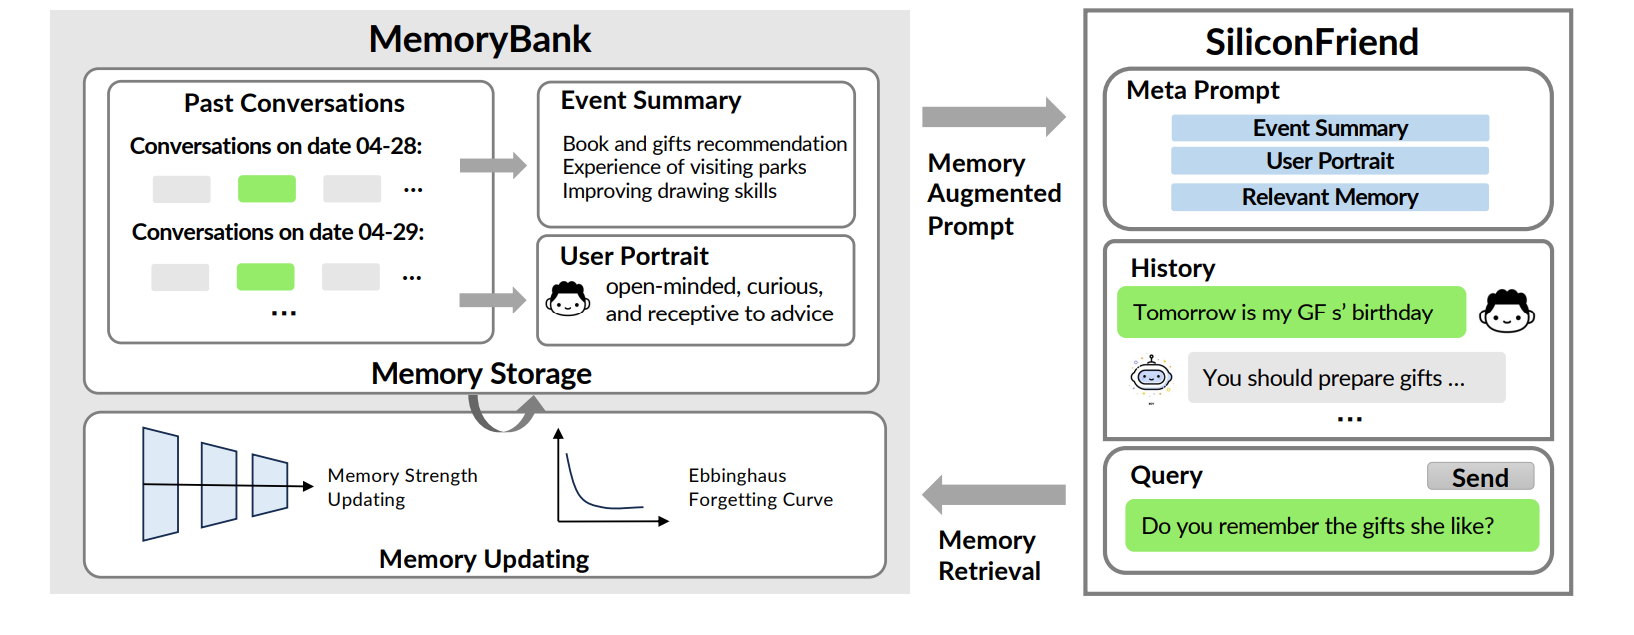 MemoryBank
Past Conversations
Conversations on date 04-28:
...
Conversations on date 04-29:
...
...
Event Summary
Book and gifts recommendation
Experience of visiting parks
Improving drawing skills
User Portrait
open-minded, curious,
and receptive to advice
Memory Storage
Memory Strength
Updating
Ebbinghaus
Forgetting Curve
Memory Updating
Memory
Augmented
Prompt
Memory
Retrieval
SiliconFriend
Meta Prompt
Event Summary
User Portrait
Relevant Memory
History
Tomorrow is my GF s’ birthday
You should prepare gifts ...
...
Query
Send
Do you remember the gifts she like?